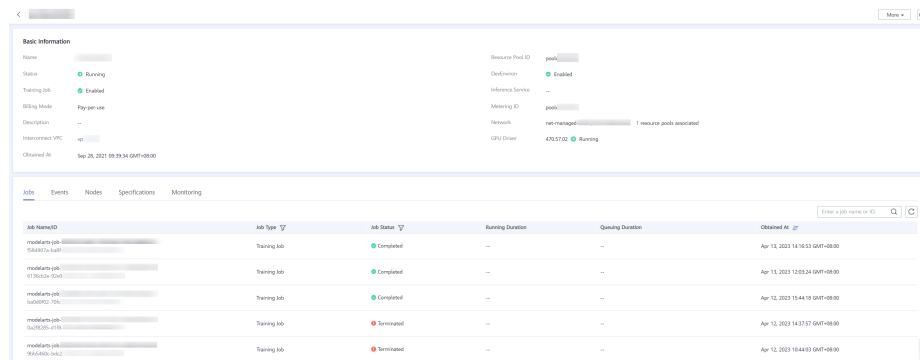 More
Basic Information
Name
Resource Pool ID
pool
Status
Running
DevEnviron
Enabled
Training Job
Enabled
Inference Service
--
Billing Mode
Pay-per-use
Metering ID
pool
Description
--
Network
net-managed
1 resource pools associated
Interconnect VPC
vp
GPU Driver
470.57.02
Running
Obtained At
Sep 28, 2021 09:39:34 GMT+08:00
Jobs
Events
Nodes
Specifications
Monitoring
Enter a job name or ID.
Job Name/ID
Job Type
Job Status
Running Duration
Queuing Duration
Obtained At
modelarts-job-
Training Job
Completed
--
--
Apr 13, 2023 14:16:53 GMT+08:00
modelarts-job-
Training Job
Completed
--
--
Apr 13, 2023 12:03:24 GMT+08:00
modelarts-job-
Training Job
Completed
--
--
Apr 12, 2023 15:44:18 GMT+08:00
modelarts-job-
Training Job
Terminated
--
--
Apr 12, 2023 14:37:57 GMT+08:00
modelarts-job-
Training Job
Terminated
--
--
Apr 12, 2023 10:44:03 GMT+08:00